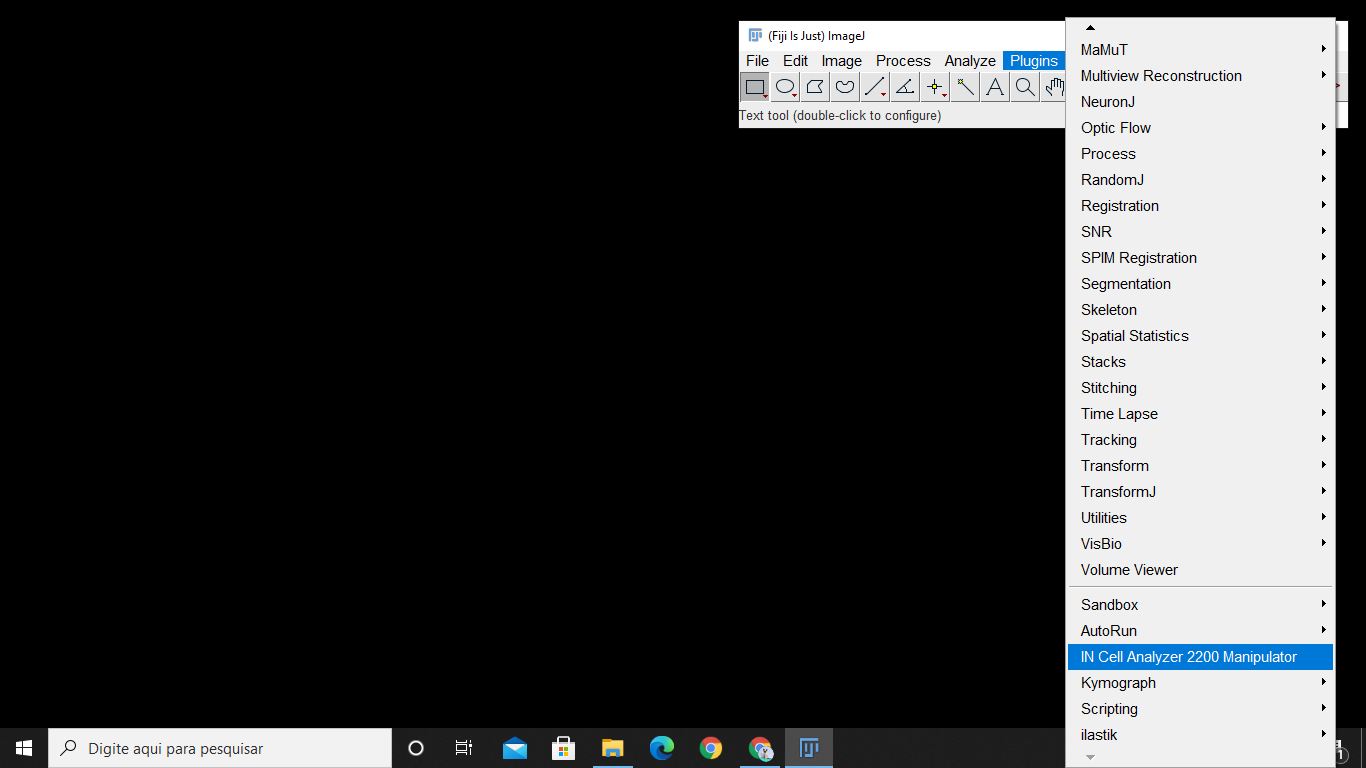 (Fiji Is Just) ImageJ
File Edit Image Process Analyze Plugins
Text tool (double-click to configure)
MaMuT
Multiview Reconstruction
NeuronJ
Optic Flow
Process
RandomJ
Registration
SNR
SPIM Registration
Segmentation
Skeleton
Spatial Statistics
Stacks
Stitching
Time Lapse
Tracking
Transform
TransformJ
Utilities
VisBio
Volume Viewer
Sandbox
AutoRun
IN Cell Analyzer 2200 Manipulator
Kymograph
Scripting
ilastik
Digite aqui para pesquisar
1